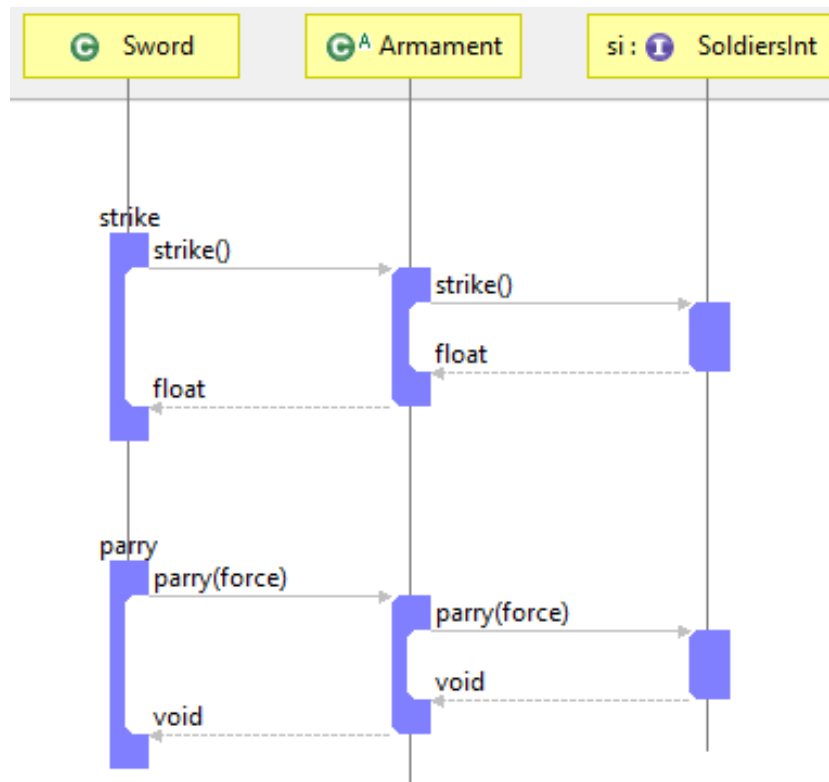 C Sword
C A Armament
si : I SoldiersInt
strike
strike()
strike()
float
float
parry
parry(force)
parry(force)
void
void